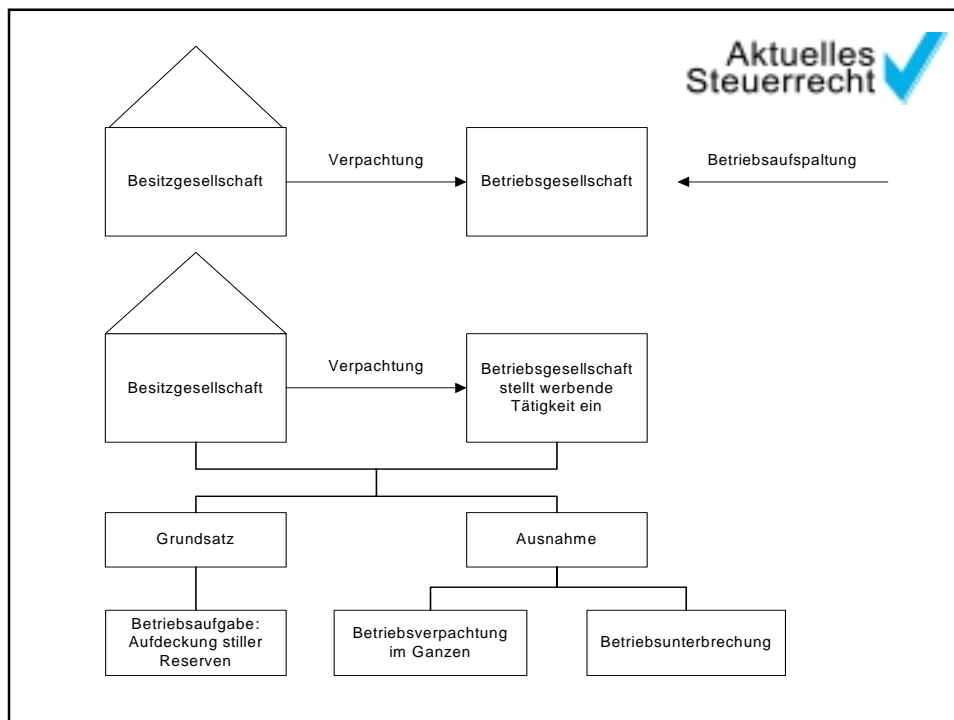 Aktuelles
Steuerrecht
Besitzgesellschaft
Verpachtung
Betriebsgesellschaft
Betriebsaufspaltung
Besitzgesellschaft
Verpachtung
Betriebsgesellschaft
stellt werbende
Tätigkeit ein
Grundsatz
Ausnahme
Betriebsaufgabe:
Aufdeckung stiller
Reserven
Betriebsverpachtung
im Ganzen
Betriebsunterbrechung